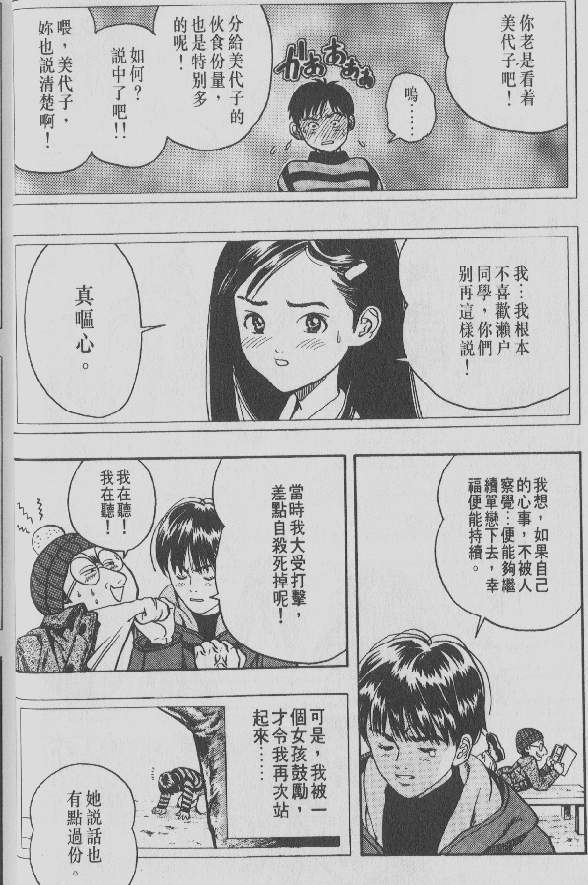 你老是看着
美代子吧！
嗚……
がぁあぁぁ
分給美代子的
伙食份量，
也是特別多
的呢！
如何？
說中了吧！！
喂，美代子，
妳也說清楚啊！
我…我根本
不喜歡瀨户
同學，你們
別再這樣說！
真嘔心。
我想，如果自己
的心事，不被人
察覺…便能夠繼
續單戀下去，幸
福便能持續。
當時我大受打擊，
差點自殺死掉呢！
我在聽！
我在聽！
可是，我被一
個女孩鼓勵，
才令我再次站
起來……
她說話也
有點過份。